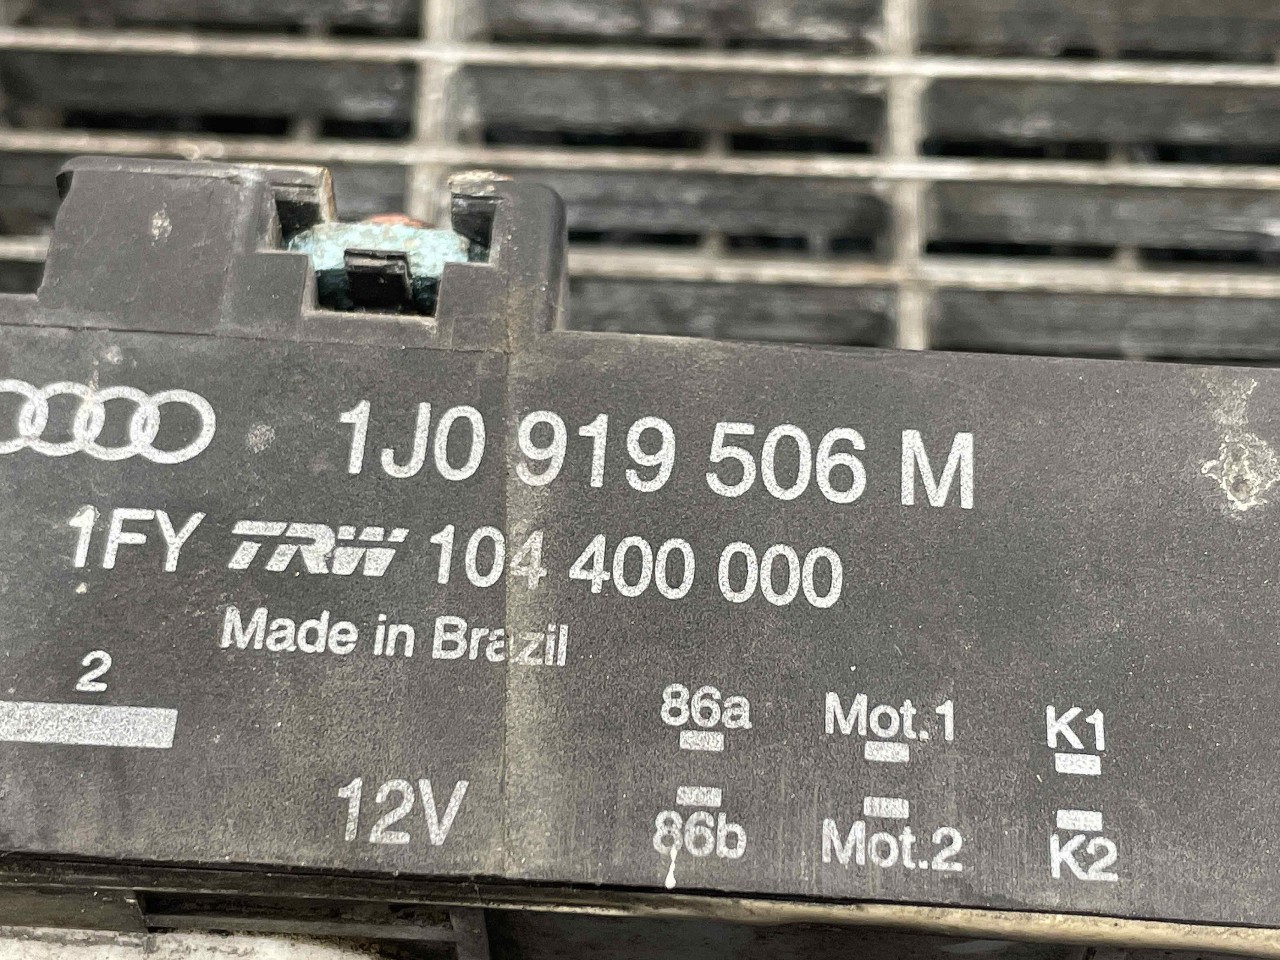 1J0 919 506 M
1FY TRW 104 400 000
Made in Brazil
2
86a Mot.1 K1
12V
86b Mot.2 K2